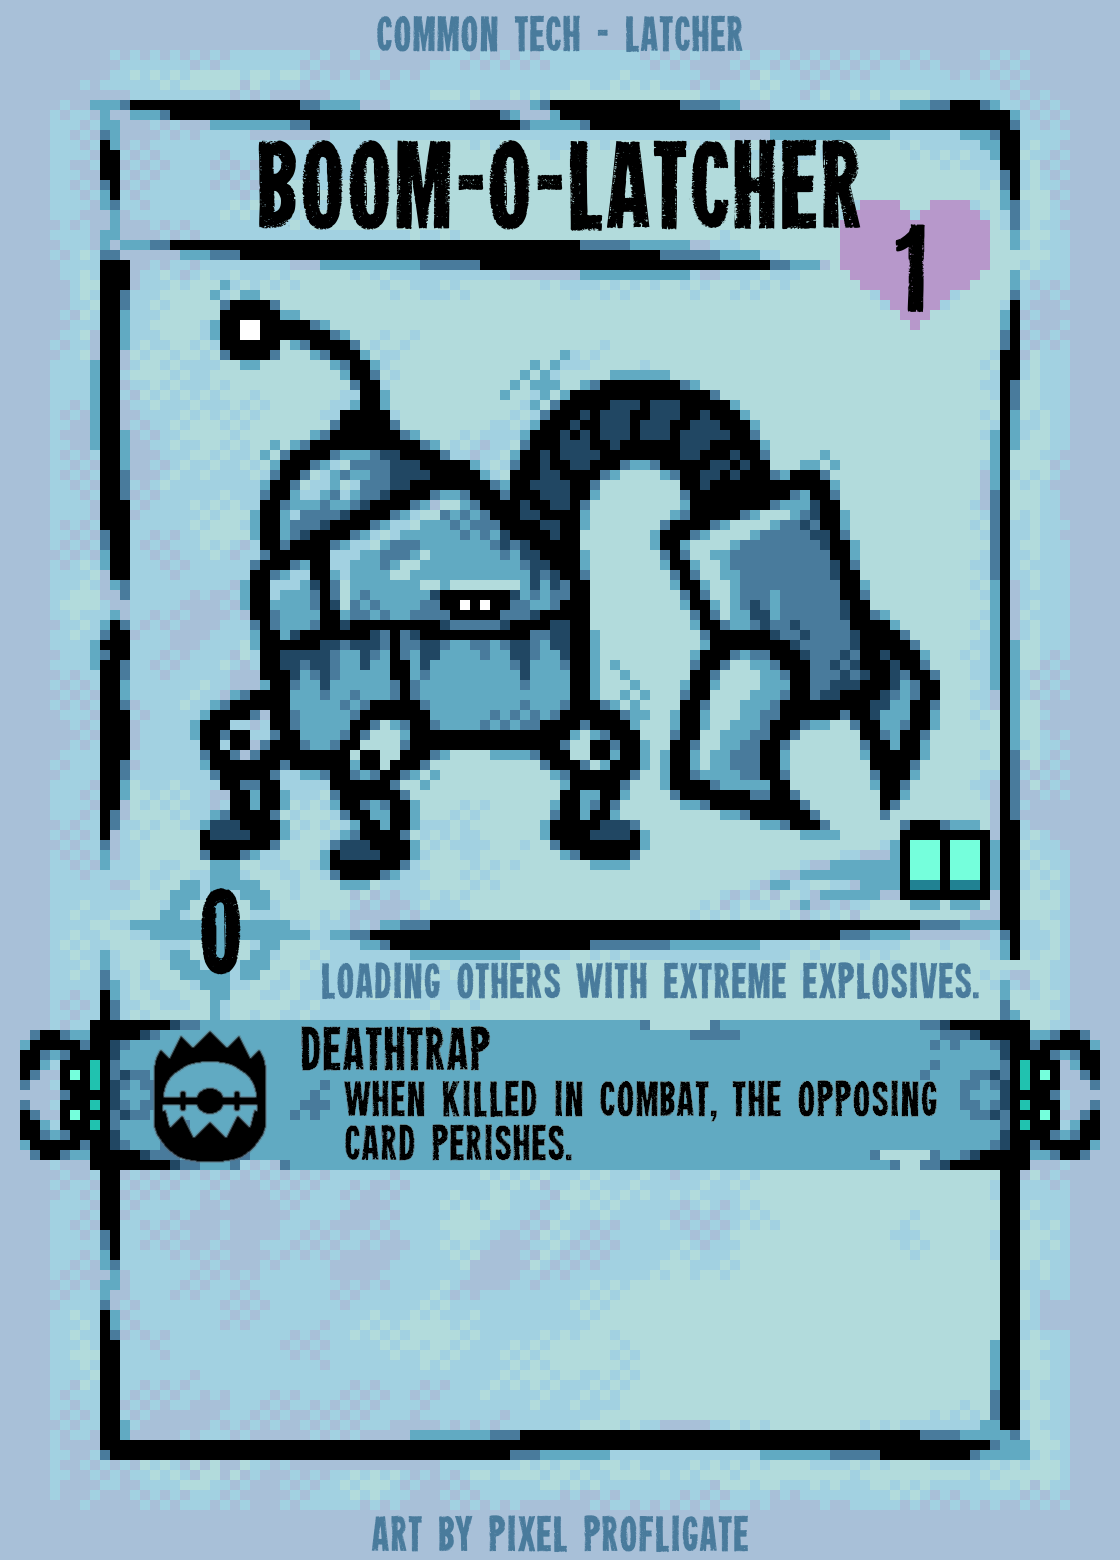 COMMON TECH - LATCHER
BOOM-O-LATCHER
1
0
LOADING OTHERS WITH EXTREME EXPLOSIVES.
DEATHTRAP
WHEN KILLED IN COMBAT, THE OPPOSING
CARD PERISHES.
ART BY PIXEL PROFLIGATE